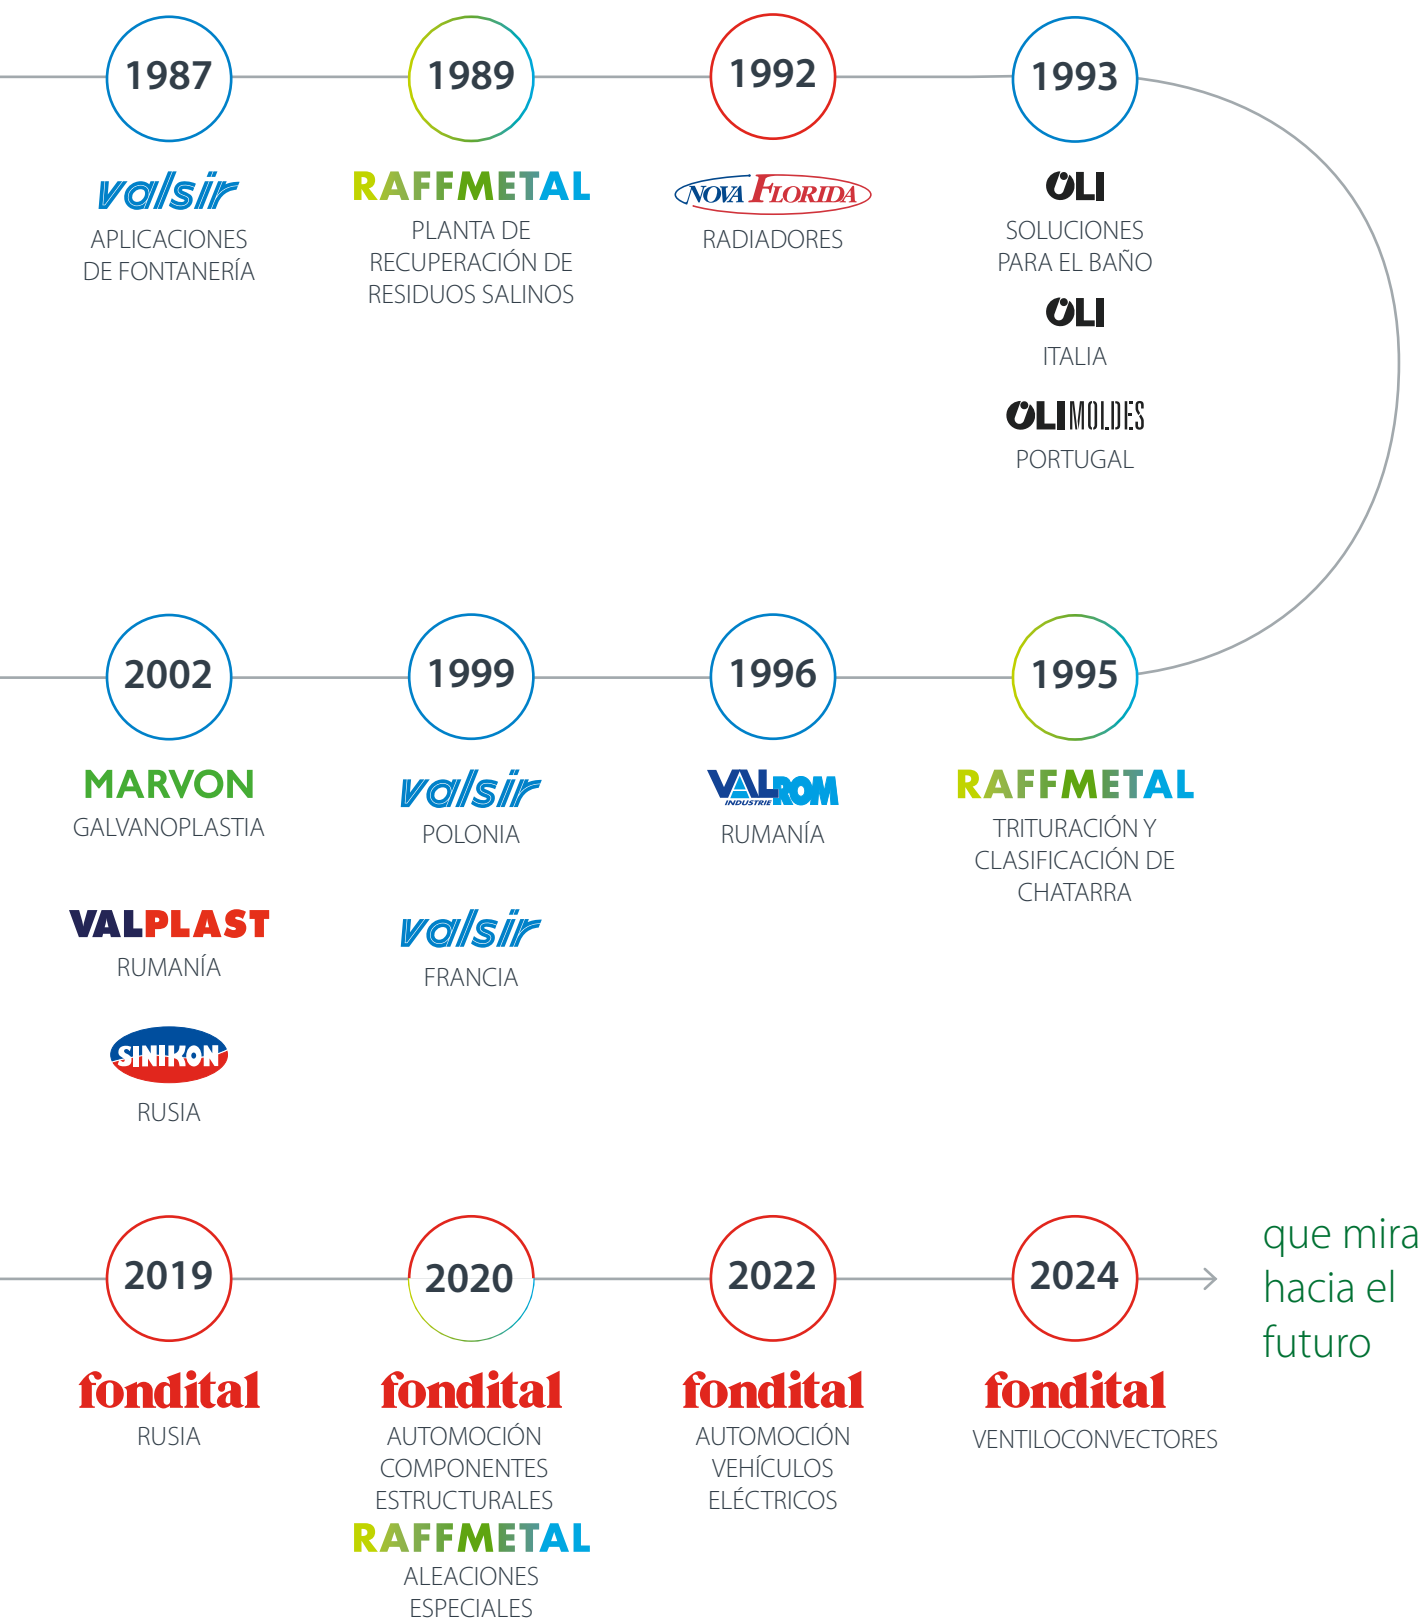 1987
valsir
APLICACIONES
DE FONTANERÍA
1989
RAFFMETAL
PLANTA DE
RECUPERACIÓN DE
RESIDUOS SALINOS
1992
NOVA FLORIDA
RADIADORES
1993
OLI
SOLUCIONES
PARA EL BAÑO
OLI
ITALIA
OLI MOLDES
PORTUGAL
1995
RAFFMETAL
TRITURACIÓN Y
CLASIFICACIÓN DE
CHATARRA
1996
VALROM
INDUSTRIE
RUMANÍA
1999
valsir
POLONIA
valsir
FRANCIA
2002
MARVON
GALVANOPLASTIA
VALPLAST
RUMANÍA
SINIKON
RUSIA
2019
fondital
RUSIA
2020
fondital
AUTOMOCIÓN
COMPONENTES
ESTRUCTURALES
RAFFMETAL
ALEACIONES
ESPECIALES
2022
fondital
AUTOMOCIÓN
VEHÍCULOS
ELÉCTRICOS
2024
fondital
VENTILOCONVECTORES
que mira
hacia el
futuro